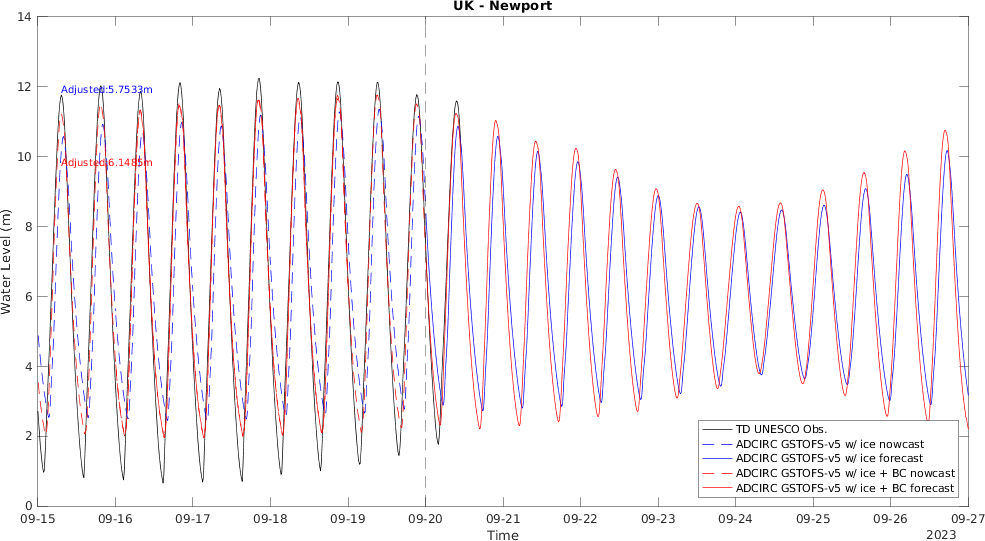 UK - Newport
14
12
10
8
6
4
2
0
Water Level (m)
Adjusted:5.7533m
Adjusted:6.1485m
TD UNESCO Obs.
ADCIRC GSTOFS-v5 w/ ice nowcast
ADCIRC GSTOFS-v5 w/ ice forecast
ADCIRC GSTOFS-v5 w/ ice + BC nowcast
ADCIRC GSTOFS-v5 w/ ice + BC forecast
09-15 09-16 09-17 09-18 09-19 09-20 09-21 09-22 09-23 09-24 09-25 09-26 09-27
Time
2023